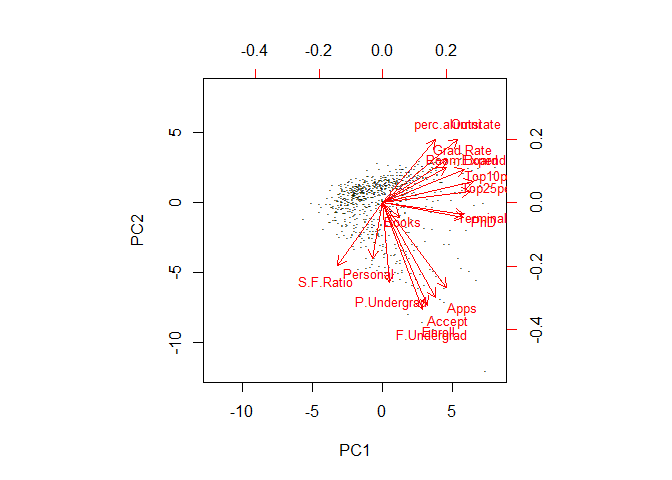 -0.4 -0.2 0.0 0.2
perc.alumni Outstate
Grad.Rate
Room.Board Expend
Top10perc
Top25perc
Books
Terminal
PhD
Personal
S.F.Ratio
P.Undergrad
Apps
Accept
Enroll
F.Undergrad
5
0
-5
-10
PC2
0.2
0.0
-0.2
-0.4
-10 -5 0 5
PC1